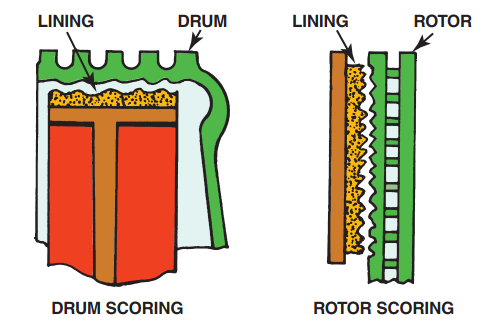 LINING
DRUM
LINING
ROTOR
DRUM SCORING
ROTOR SCORING